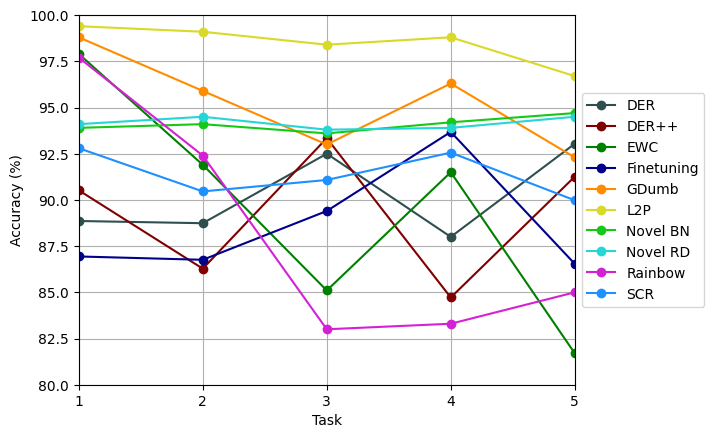 100.0
97.5
95.0
92.5
90.0
87.5
85.0
82.5
80.0
Accuracy (%)
1 2 3 4 5
Task
DER
DER++
EWC
Finetuning
GDumb
L2P
Novel BN
Novel RD
Rainbow
SCR